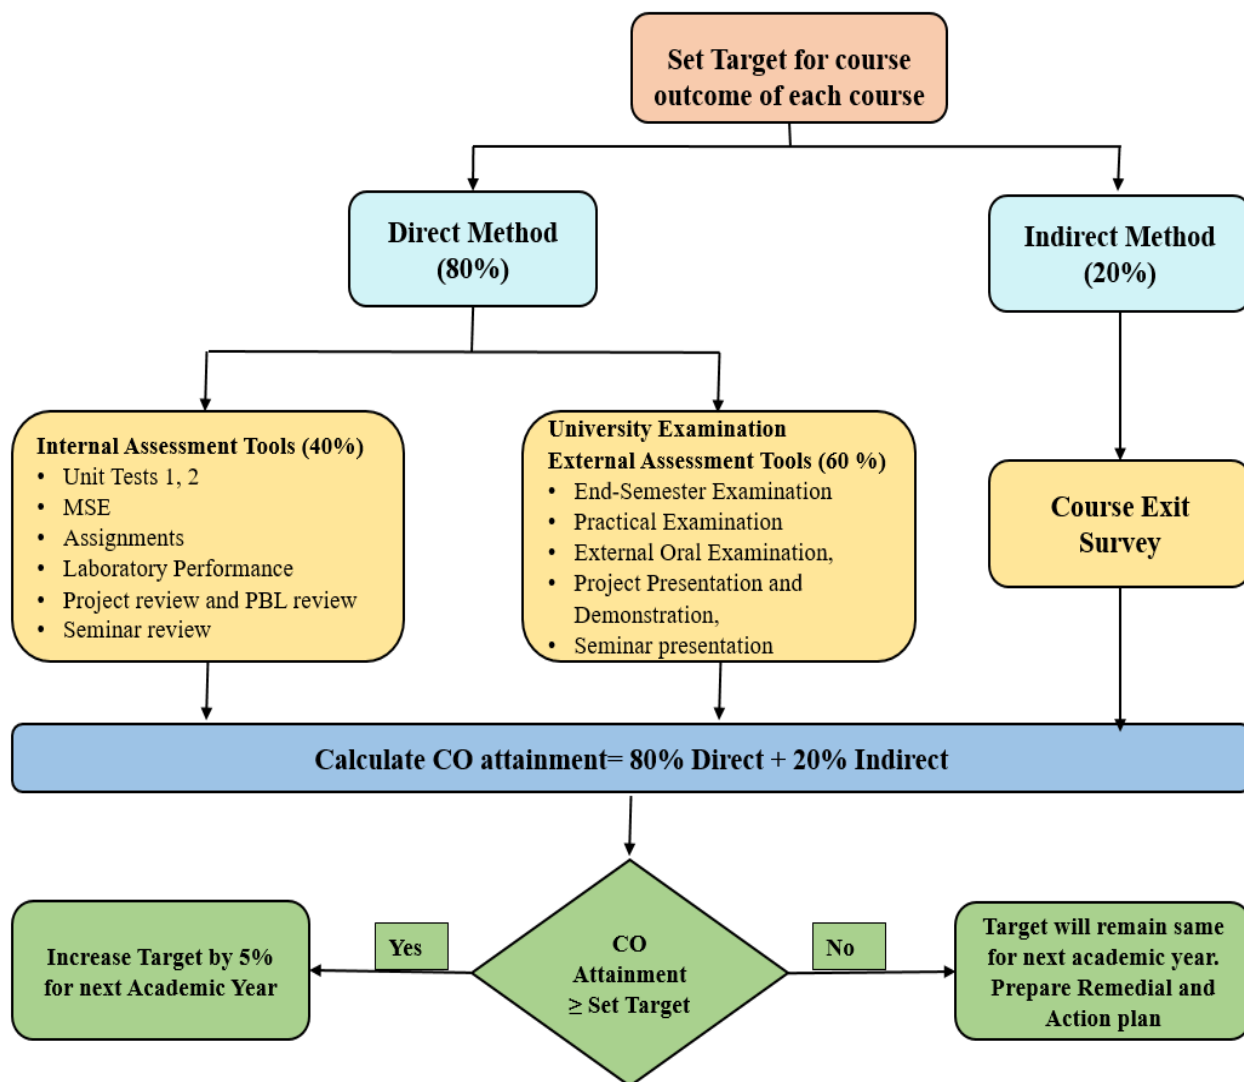 Set Target for course
outcome of each course
Direct Method
(80%)
Indirect Method
(20%)
Internal Assessment Tools (40%)
• Unit Tests 1, 2
• MSE
• Assignments
• Laboratory Performance
• Project review and PBL review
• Seminar review
University Examination
External Assessment Tools (60 %)
• End-Semester Examination
• Practical Examination
• External Oral Examination,
• Project Presentation and
Demonstration,
• Seminar presentation
Course Exit
Survey
Calculate CO attainment= 80% Direct + 20% Indirect
Increase Target by 5%
for next Academic Year
Yes
CO
Attainment
≥ Set Target
No
Target will remain same
for next academic year.
Prepare Remedial and
Action plan